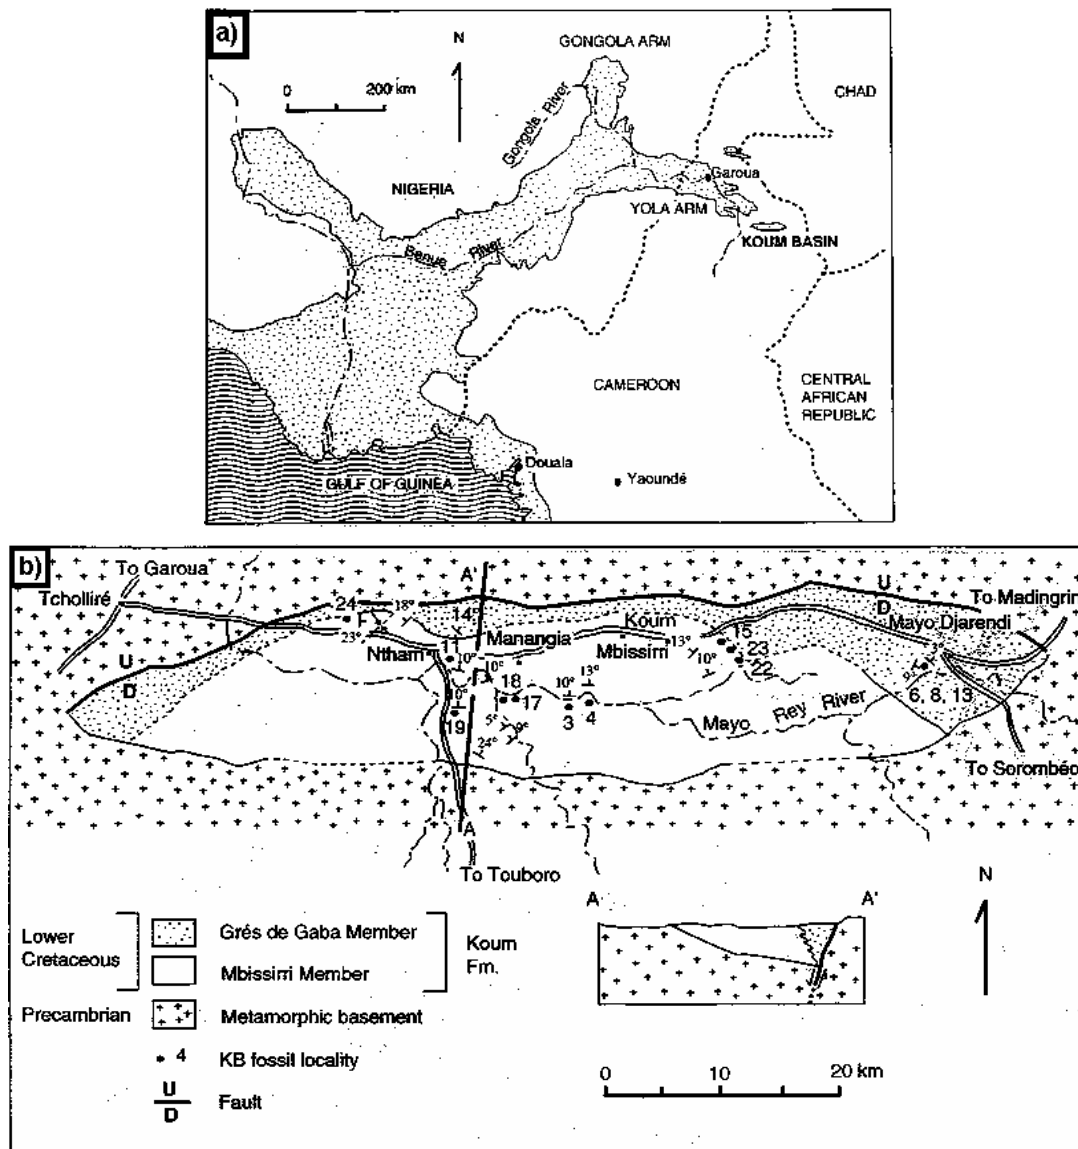 a)
N
GONGOLA ARM
0 200 km
CHAD
Gongola River
NIGERIA
Garoua
YOLA ARM
KOUM BASIN
Benue River
CAMEROON
CENTRAL
AFRICAN
REPUBLIC
Douala
GULF OF GUINEA
Yaoundé
b)
To Garoua
A'
Tcholliré
24
18°
14
U
D
To Madingrin
Mayo Djarendi
23°
Ntham
11
10°
Manangia
Koum
Mbissirri
13°
15
23
22
10°
U
D
10°
18
17
10°
13°
3
4
19
5°
9°
24°
Mayo Rey River
6, 8, 13
To Sorombéo
A
To Touboro
N
A A'
Lower
Cretaceous
Grés de Gaba Member
Mbissirri Member
Koum
Fm.
Precambrian
Metamorphic basement
4 KB fossil locality
U
D
Fault
0 10 20 km